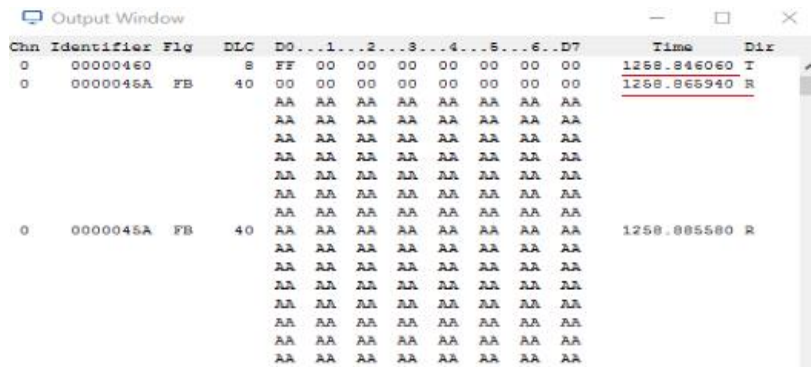 Output Window
Chn Identifier Flg DLC D0...1...2...3...4...5...6..D7 Time Dir
0 00000460 8 FF 00 00 00 00 00 00 00 1258.846060 T
0 0000045A FB 40 00 00 00 00 00 00 00 00 1258.865940 R
AA AA AA AA AA AA AA AA
AA AA AA AA AA AA AA AA
AA AA AA AA AA AA AA AA
AA AA AA AA AA AA AA AA
AA AA AA AA AA AA AA AA
AA AA AA AA AA AA AA AA
AA AA AA AA AA AA AA AA
0 0000045A FB 40 AA AA AA AA AA AA AA AA 1258.885580 R
AA AA AA AA AA AA AA AA
AA AA AA AA AA AA AA AA
AA AA AA AA AA AA AA AA
AA AA AA AA AA AA AA AA
AA AA AA AA AA AA AA AA
AA AA AA AA AA AA AA AA
AA AA AA AA AA AA AA AA